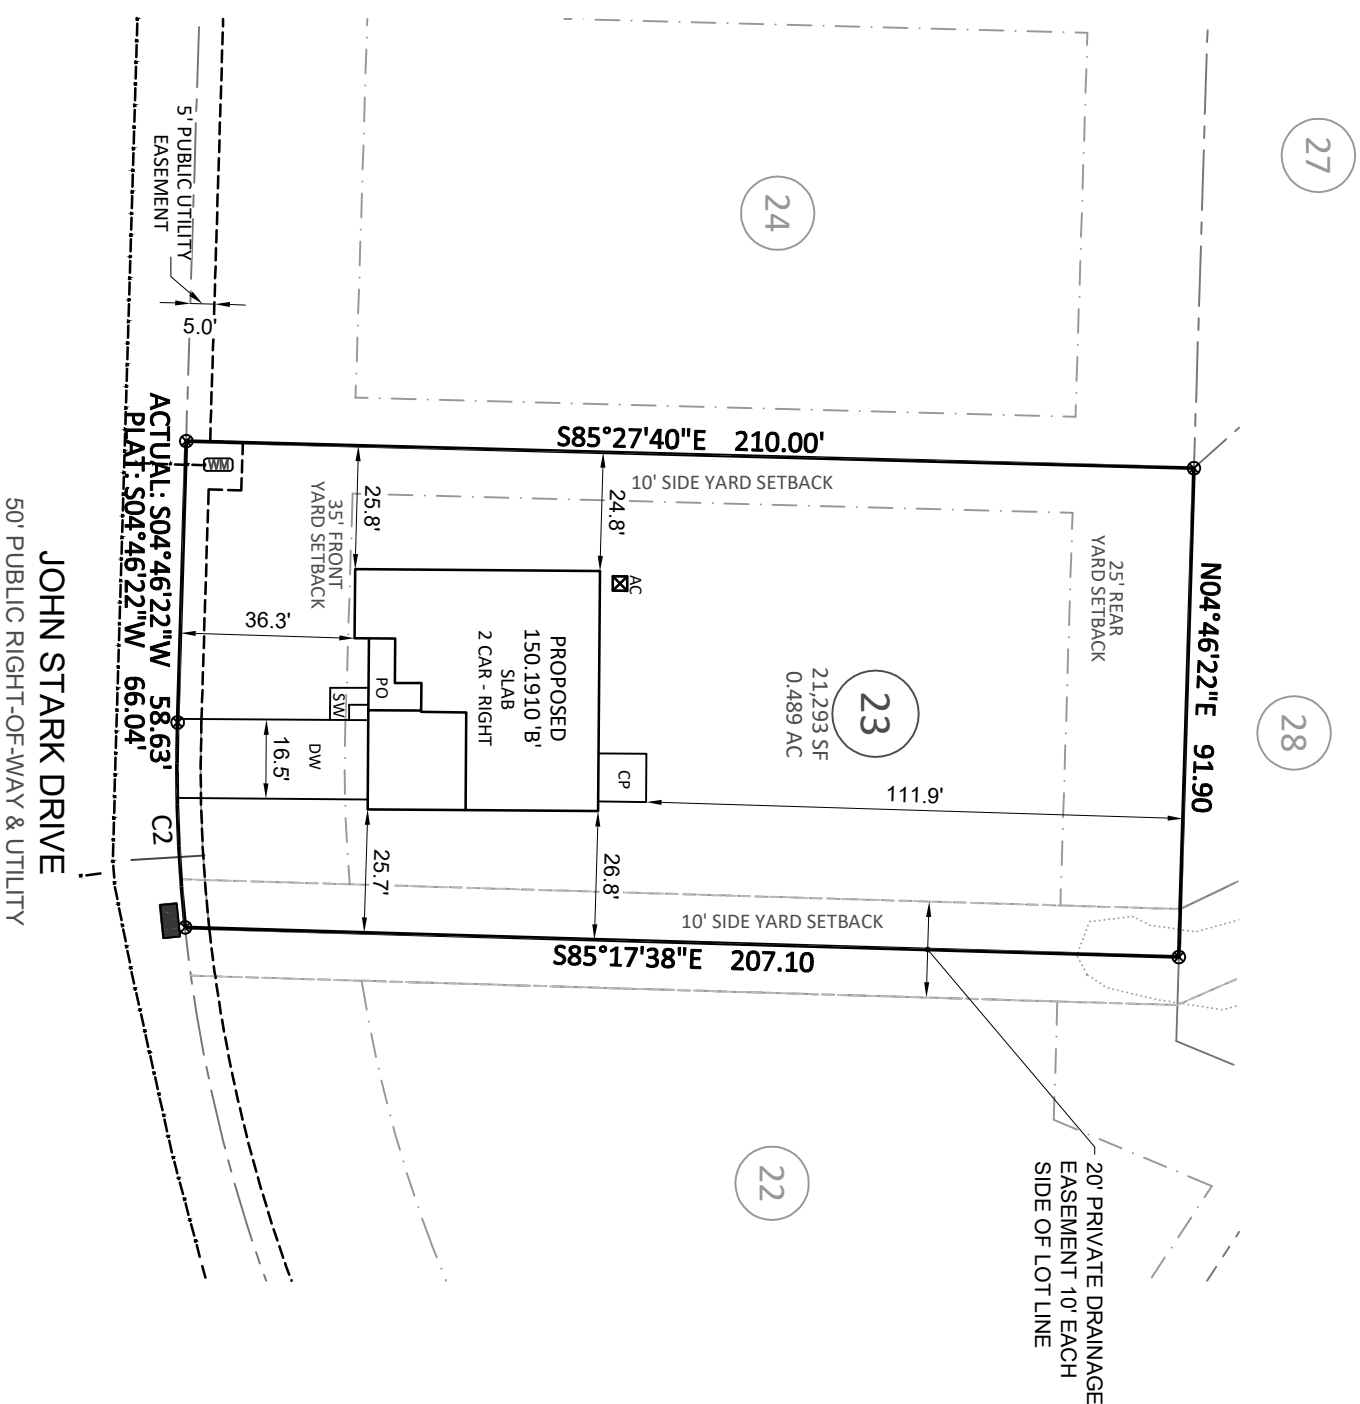 27
24
5' PUBLIC UTILITY
EASEMENT
5.0'
S85°27'40"E 210.00'
10' SIDE YARD SETBACK
WM
ACTUAL: S04°46'22"W 58.63'
PLAT: S04°46'22"W 66.04'
25.8'
24.8'
35' FRONT
YARD SETBACK
25' REAR
YARD SETBACK
N04°46'22"E 91.90
AC
36.3'
PROPOSED
150.1910 'B'
SLAB
2 CAR - RIGHT
PO
SW
DW
16.5'
CP
23
21,293 SF
0.489 AC
28
111.9'
C2
25.7'
26.8'
10' SIDE YARD SETBACK
S85°17'38"E 207.10
JOHN STARK DRIVE
50' PUBLIC RIGHT-OF-WAY & UTILITY
22
20' PRIVATE DRAINAGE
EASEMENT 10' EACH
SIDE OF LOT LINE